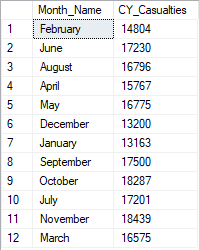 Month_Name CY_Casualties
1 February 14804
2 June 17230
3 August 16796
4 April 15767
5 May 16775
6 December 13200
7 January 13163
8 September 17500
9 October 18287
10 July 17201
11 November 18439
12 March 16575